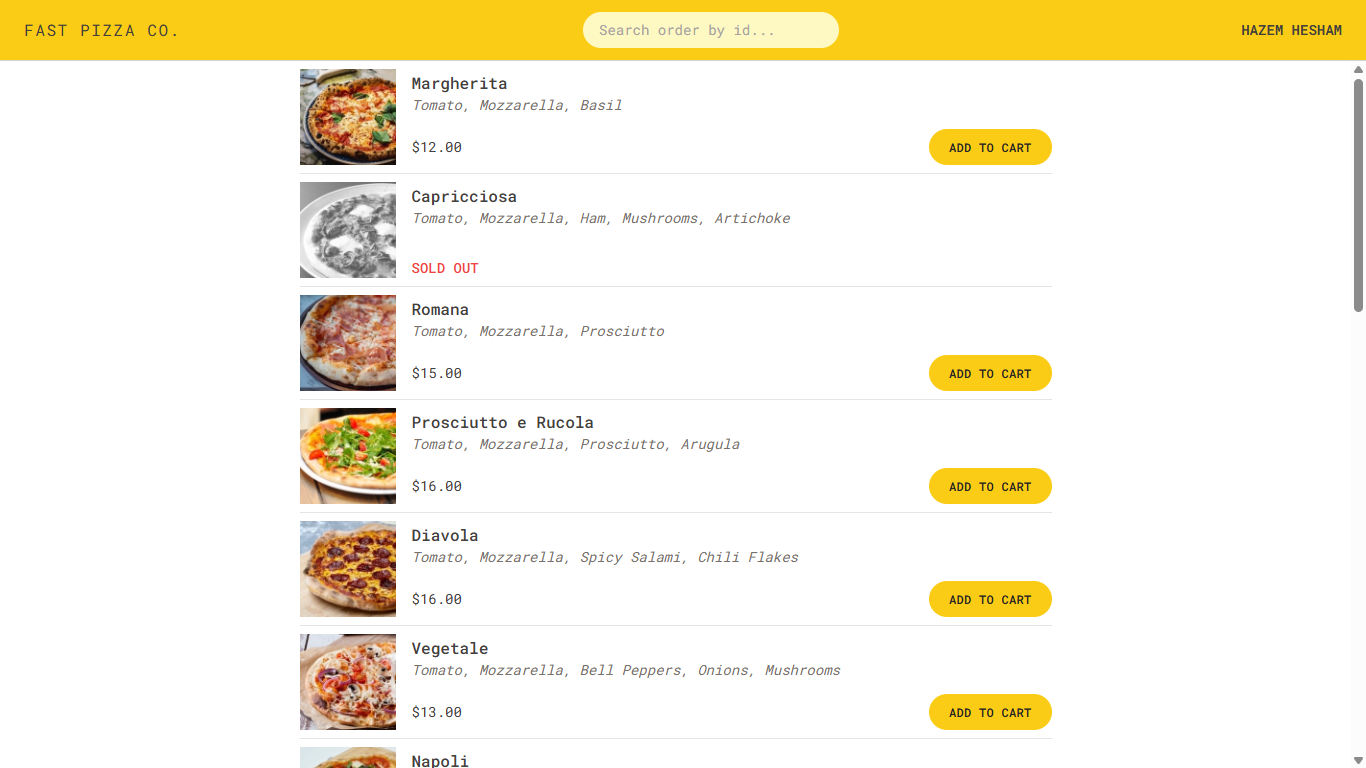 FAST PIZZA CO.
Search order by id...
HAZEM HESHAM
Margherita
Tomato, Mozzarella, Basil
$12.00
ADD TO CART
Capricciosa
Tomato, Mozzarella, Ham, Mushrooms, Artichoke
SOLD OUT
Romana
Tomato, Mozzarella, Prosciutto
$15.00
ADD TO CART
Prosciutto e Rucola
Tomato, Mozzarella, Prosciutto, Arugula
$16.00
ADD TO CART
Diavola
Tomato, Mozzarella, Spicy Salami, Chili Flakes
$16.00
ADD TO CART
Vegetale
Tomato, Mozzarella, Bell Peppers, Onions, Mushrooms
$13.00
ADD TO CART
Napoli